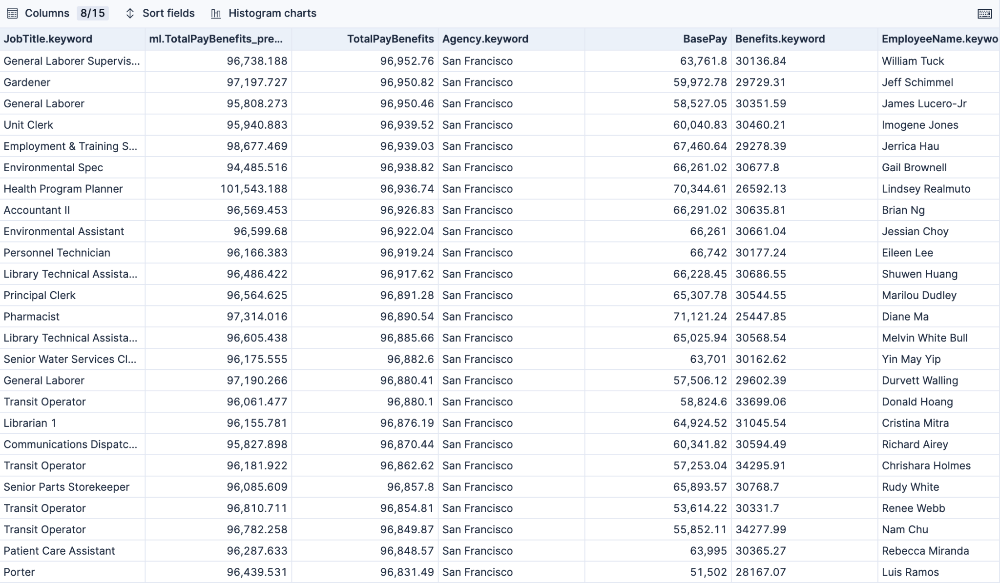 Columns 8/15 Sort fields Histogram charts
JobTitle.keyword ml.TotalPayBenefits_pre... TotalPayBenefits Agency.keyword BasePay Benefits.keyword EmployeeName.keywo
General Laborer Supervis... 96,738.188 96,952.76 San Francisco 63,761.8 30136.84 William Tuck
Gardener 97,197.727 96,950.82 San Francisco 59,972.78 29729.31 Jeff Schimmel
General Laborer 95,808.273 96,950.46 San Francisco 58,527.05 30351.59 James Lucero-Jr
Unit Clerk 95,940.883 96,939.52 San Francisco 60,040.83 30460.21 Imogene Jones
Employment & Training S... 98,677.469 96,939.03 San Francisco 67,460.64 29278.39 Jerrica Hau
Environmental Spec 94,485.516 96,938.82 San Francisco 66,261.02 30677.8 Gail Brownell
Health Program Planner 101,543.188 96,936.74 San Francisco 70,344.61 26592.13 Lindsey Realmuto
Accountant II 96,569.453 96,926.83 San Francisco 66,291.02 30635.81 Brian Ng
Environmental Assistant 96,599.68 96,922.04 San Francisco 66,261 30661.04 Jessian Choy
Personnel Technician 96,166.383 96,919.24 San Francisco 66,742 30177.24 Eileen Lee
Library Technical Assista... 96,486.422 96,917.62 San Francisco 66,228.45 30686.55 Shuwen Huang
Principal Clerk 96,564.625 96,891.28 San Francisco 65,307.78 30544.55 Marilou Dudley
Pharmacist 97,314.016 96,890.54 San Francisco 71,121.24 25447.85 Diane Ma
Library Technical Assista... 96,605.438 96,885.66 San Francisco 65,025.94 30568.54 Melvin White Bull
Senior Water Services Cl... 96,175.555 96,882.6 San Francisco 63,701 30162.62 Yin May Yip
General Laborer 97,190.266 96,880.41 San Francisco 57,506.12 29602.39 Durvett Walling
Transit Operator 96,061.477 96,880.1 San Francisco 58,824.6 33699.06 Donald Hoang
Librarian 1 96,155.781 96,876.19 San Francisco 64,924.52 31045.54 Cristina Mitra
Communications Dispatc... 95,827.898 96,870.44 San Francisco 60,341.82 30594.49 Richard Airey
Transit Operator 96,181.922 96,862.62 San Francisco 57,253.04 34295.91 Chrishara Holmes
Senior Parts Storekeeper 96,085.609 96,857.8 San Francisco 65,893.57 30768.7 Rudy White
Transit Operator 96,810.711 96,854.81 San Francisco 53,614.22 30331.7 Renee Webb
Transit Operator 96,782.258 96,849.87 San Francisco 55,852.11 34277.99 Nam Chu
Patient Care Assistant 96,287.633 96,848.57 San Francisco 63,995 30365.27 Rebecca Miranda
Porter 96,439.531 96,831.49 San Francisco 51,502 28167.07 Luis Ramos